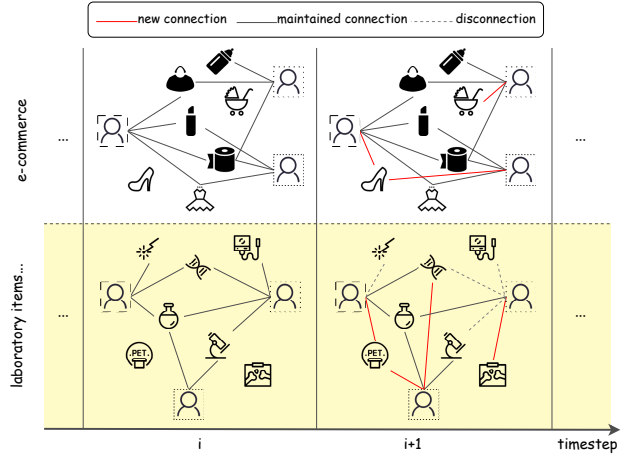 new connection maintained connection disconnection
e-commerce
... ...
laboratory items...
... ...
.PET.
.PET.
i i+1 timestep